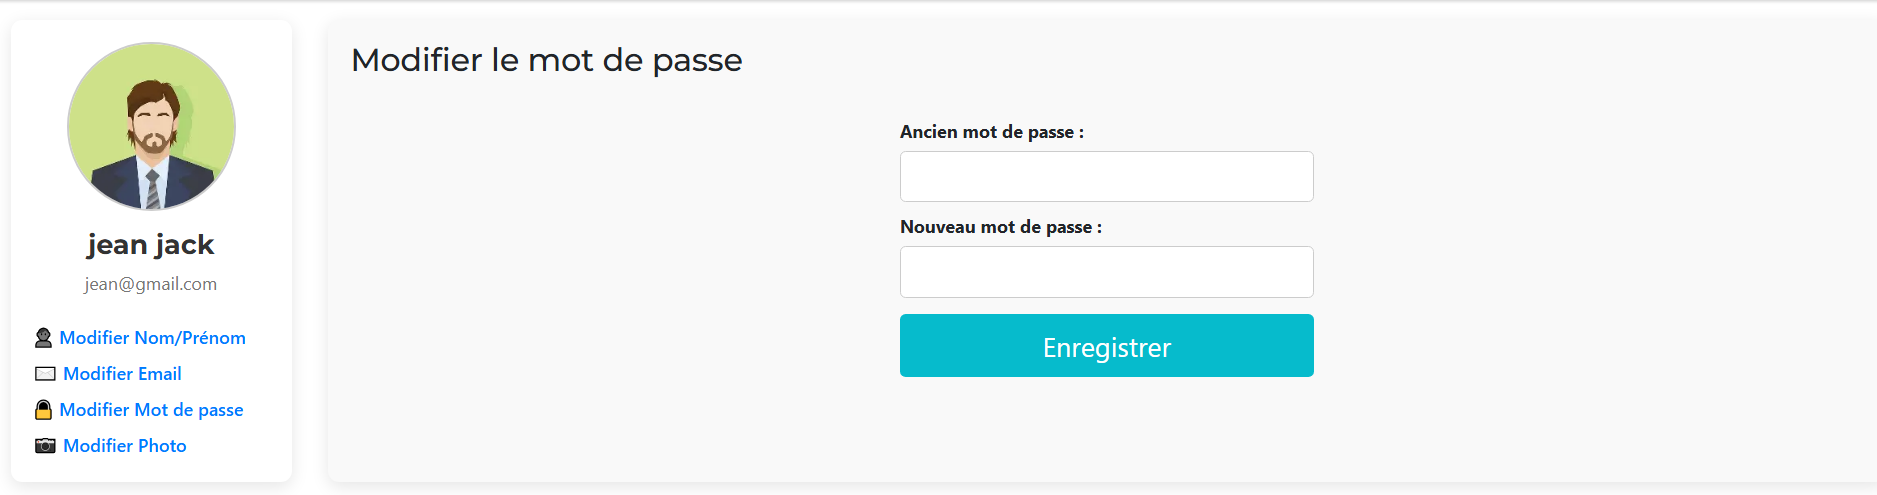 jean jack
jean@gmail.com
Modifier Nom/Prénom
Modifier Email
Modifier Mot de passe
Modifier Photo
Modifier le mot de passe
Ancien mot de passe :
Nouveau mot de passe :
Enregistrer